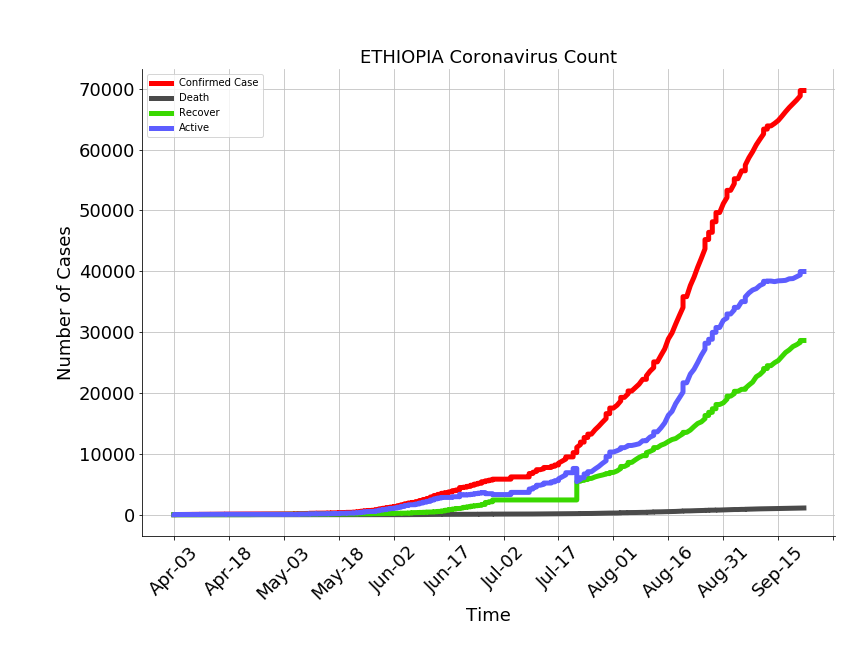 ETHIOPIA Coronavirus Count
Confirmed Case
Death
Recover
Active
70000
60000
50000
40000
30000
20000
10000
0
Number of Cases
Apr-03
Apr-18
May-03
May-18
Jun-02
Jun-17
Jul-02
Jul-17
Aug-01
Aug-16
Aug-31
Sep-15
Time